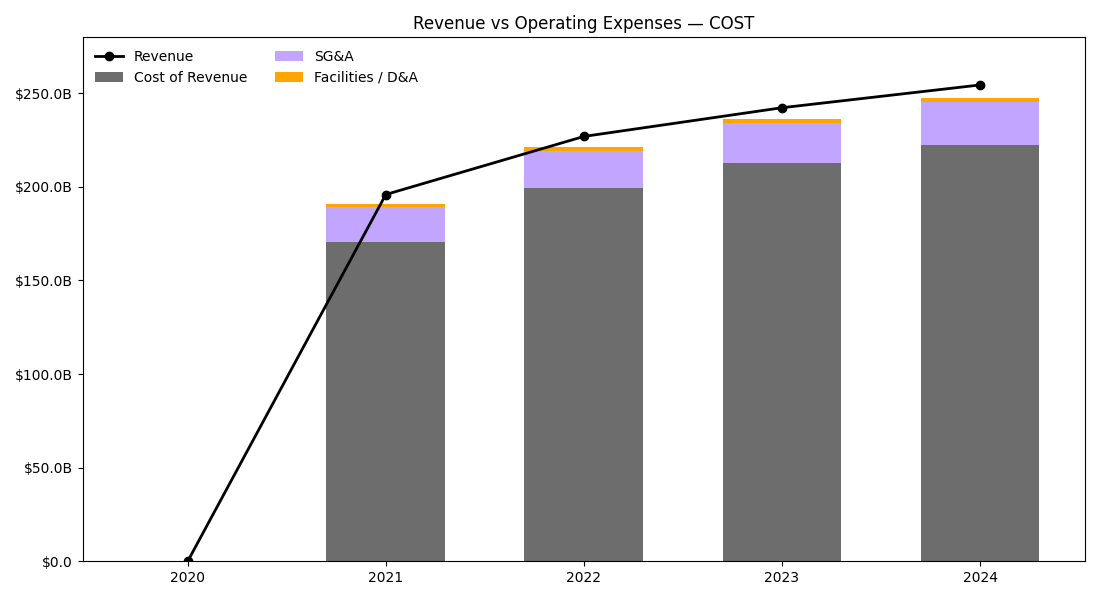 Revenue vs Operating Expenses — COST
Revenue
Cost of Revenue
SG&A
Facilities / D&A
$250.0B
$200.0B
$150.0B
$100.0B
$50.0B
$0.0
2020
2021
2022
2023
2024